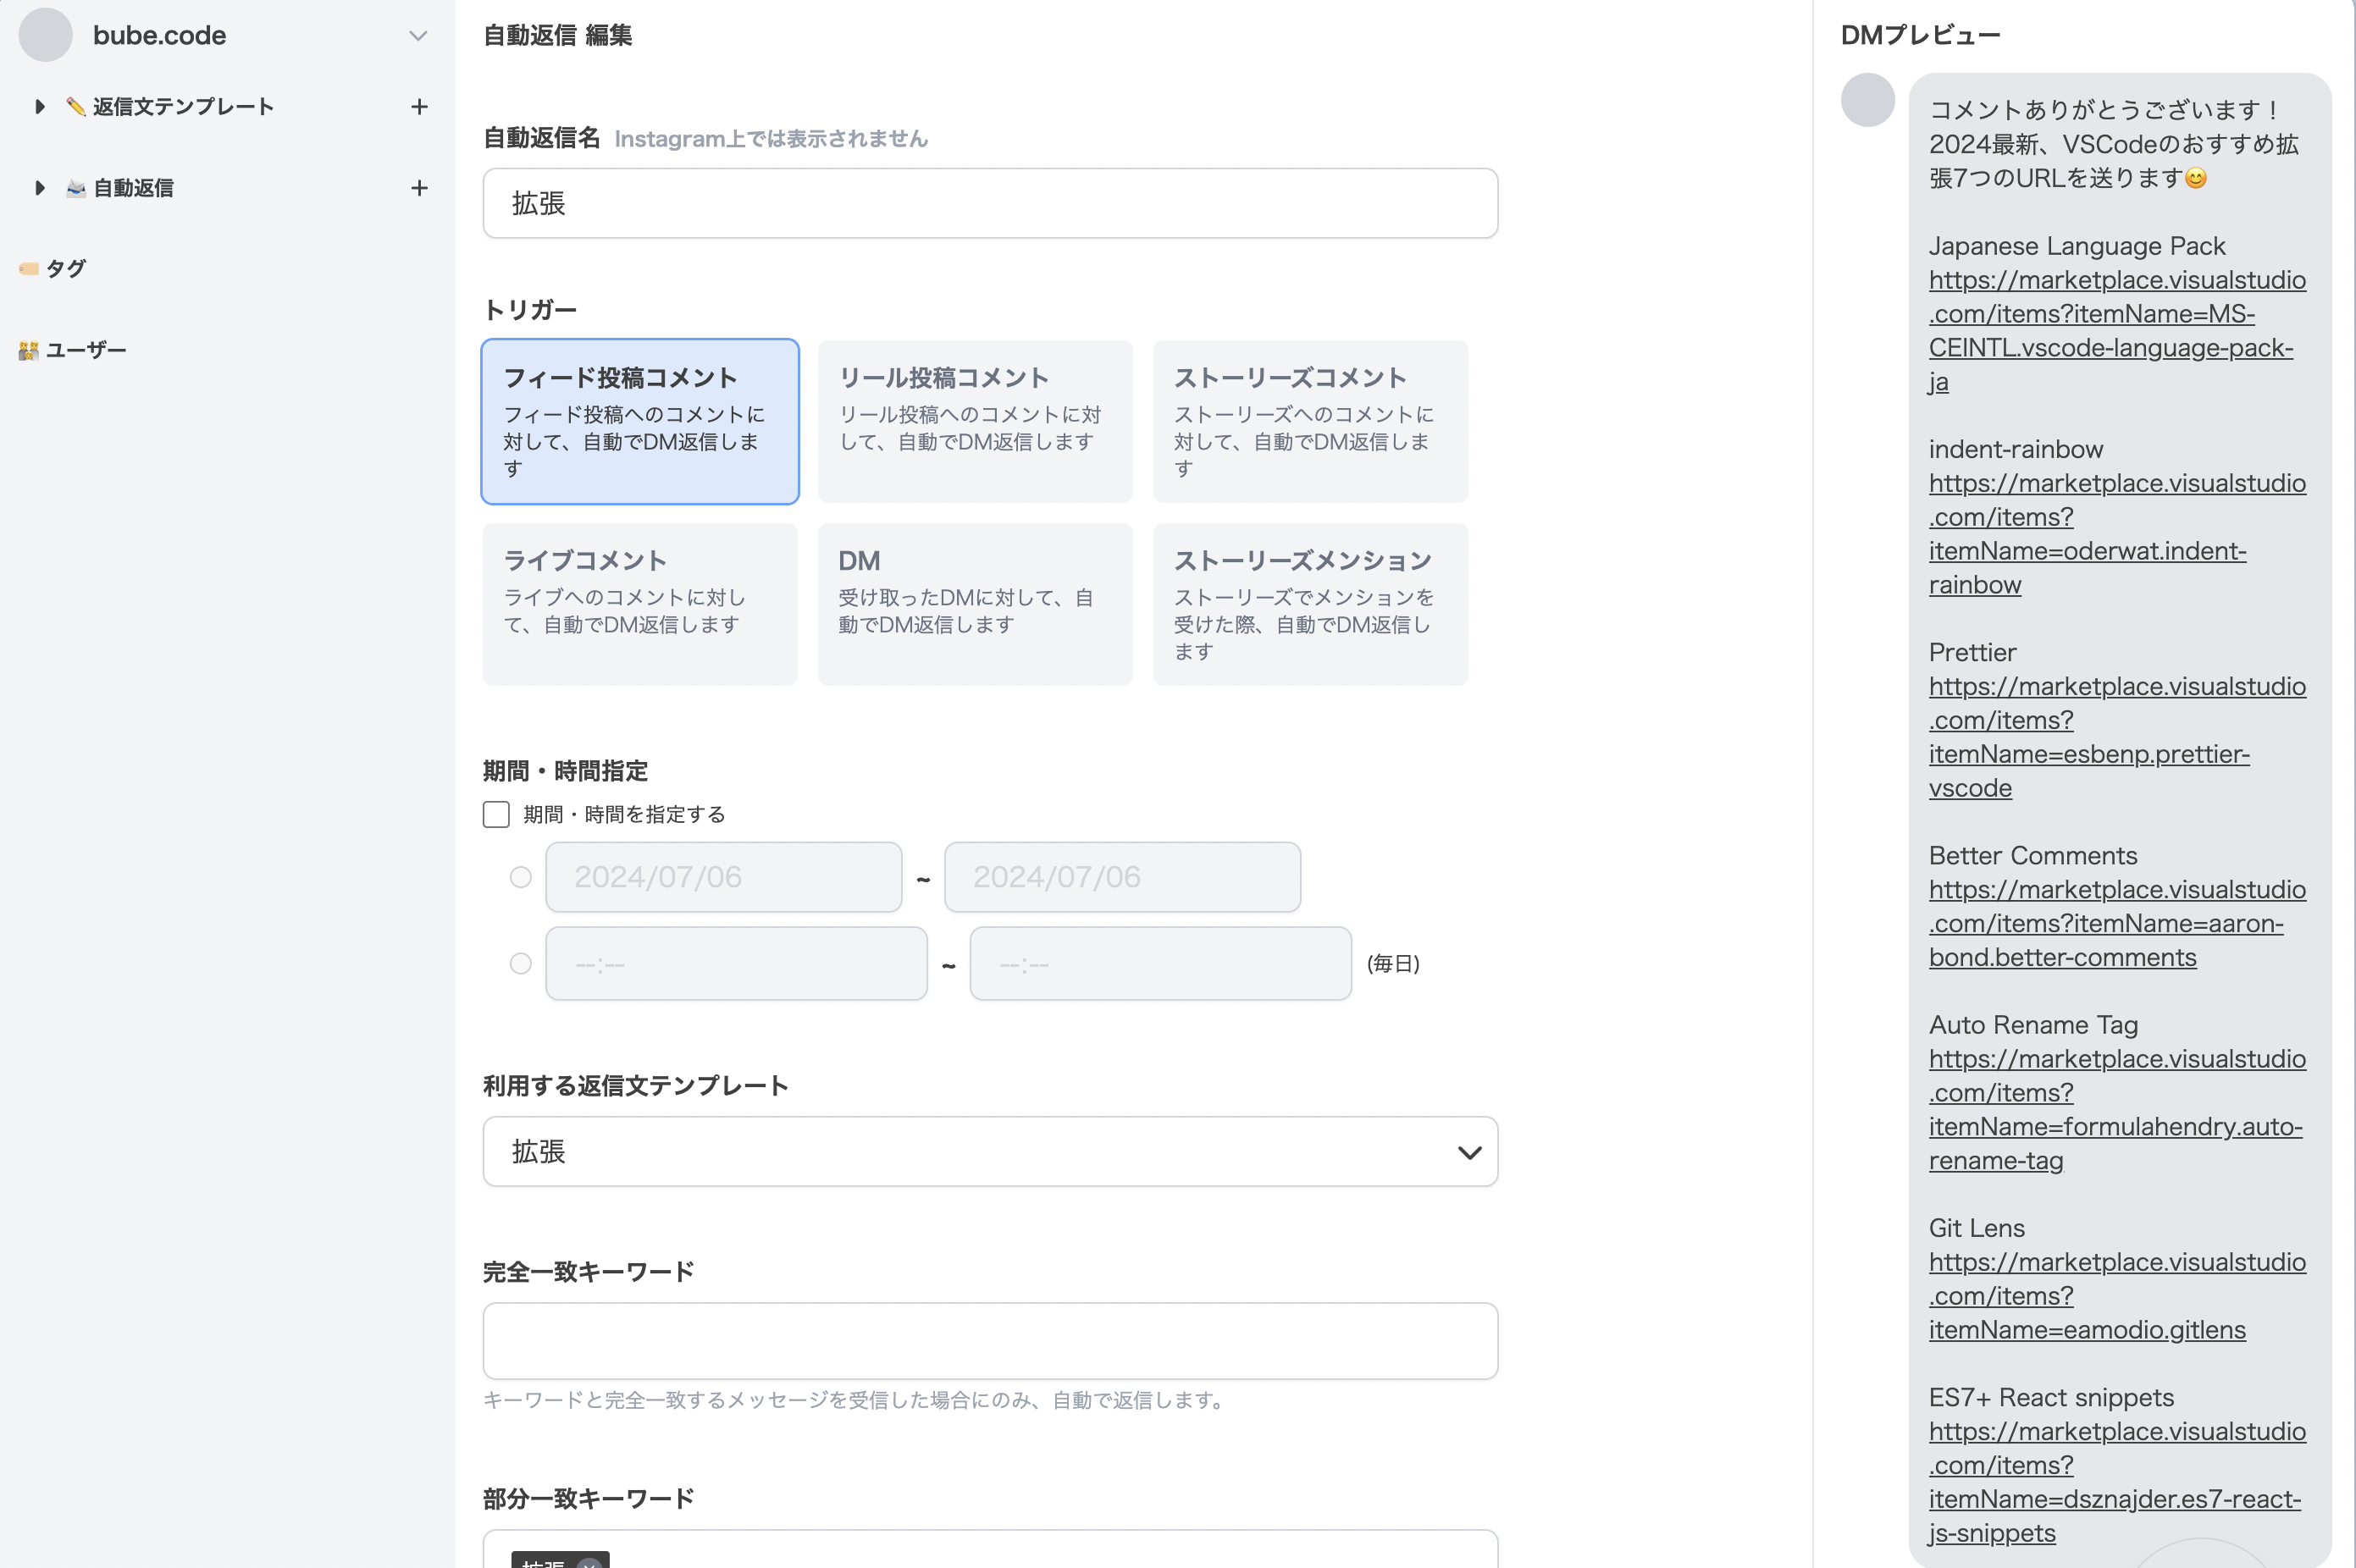 bube.code
返信文テンプレート
自動返信
タグ
ユーザー
自動返信 編集
自動返信名 Instagram上では表示されません
拡張
トリガー
フィード投稿コメント
フィード投稿へのコメントに
対して、自動でDM返信しま
す
リール投稿コメント
リール投稿へのコメントに対
して、自動でDM返信します
ストーリーズコメント
ストーリーズへのコメントに
対して、自動でDM返信しま
す
ライブコメント
ライブへのコメントに対し
て、自動でDM返信します
DM
受け取ったDMに対して、自
動でDM返信します
ストーリーズメンション
ストーリーズでメンションを
受けた際、自動でDM返信し
ます
期間・時間指定
期間・時間を指定する
2024/07/06 ~ 2024/07/06
--:-- ~ --:-- (毎日)
利用する返信文テンプレート
拡張
完全一致キーワード
キーワードと完全一致するメッセージを受信した場合にのみ、自動で返信します。
部分一致キーワード
拡張
DMプレビュー
コメントありがとうございます！
2024最新、VSCodeのおすすめ拡
張7つのURLを送ります😊
Japanese Language Pack
https://marketplace.visualstudio
.com/items?itemName=MS-
CEINTL.vscode-language-pack-
ja
indent-rainbow
https://marketplace.visualstudio
.com/items?
itemName=oderwat.indent-
rainbow
Prettier
https://marketplace.visualstudio
.com/items?
itemName=esbenp.prettier-
vscode
Better Comments
https://marketplace.visualstudio
.com/items?itemName=aaron-
bond.better-comments
Auto Rename Tag
https://marketplace.visualstudio
.com/items?
itemName=formulahendry.auto-
rename-tag
Git Lens
https://marketplace.visualstudio
.com/items?
itemName=eamodio.gitlens
ES7+ React snippets
https://marketplace.visualstudio
.com/items?
itemName=dsznajder.es7-react-
js-snippets